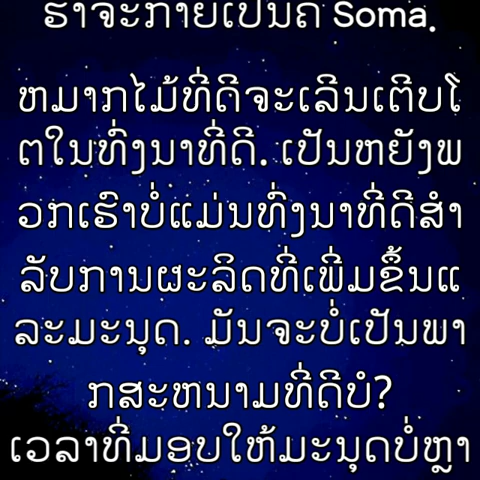 ຮົາຈະກາຍເປັນຄື Soma.
ຫມາກໄມ້ທີ່ດີຈະເລີນເຕີບໂ
ຕໃນທົ່ງນາທີ່ດີ. ເປັນຫຍັງພ
ວກເຮົາບໍ່ແມ່ນທົ່ງນາທີ່ດີສໍາ
ລັບການຜະລິດທີ່ເພີ່ມຂຶ້ນແ
ລະມະນຸດ. ມັນຈະບໍ່ເປັນພາ
ກສະຫນາມທີ່ດີບໍ?
ເວລາທີ່ມອບໃຫ້ມະນຸດບໍ່ຫຼາ